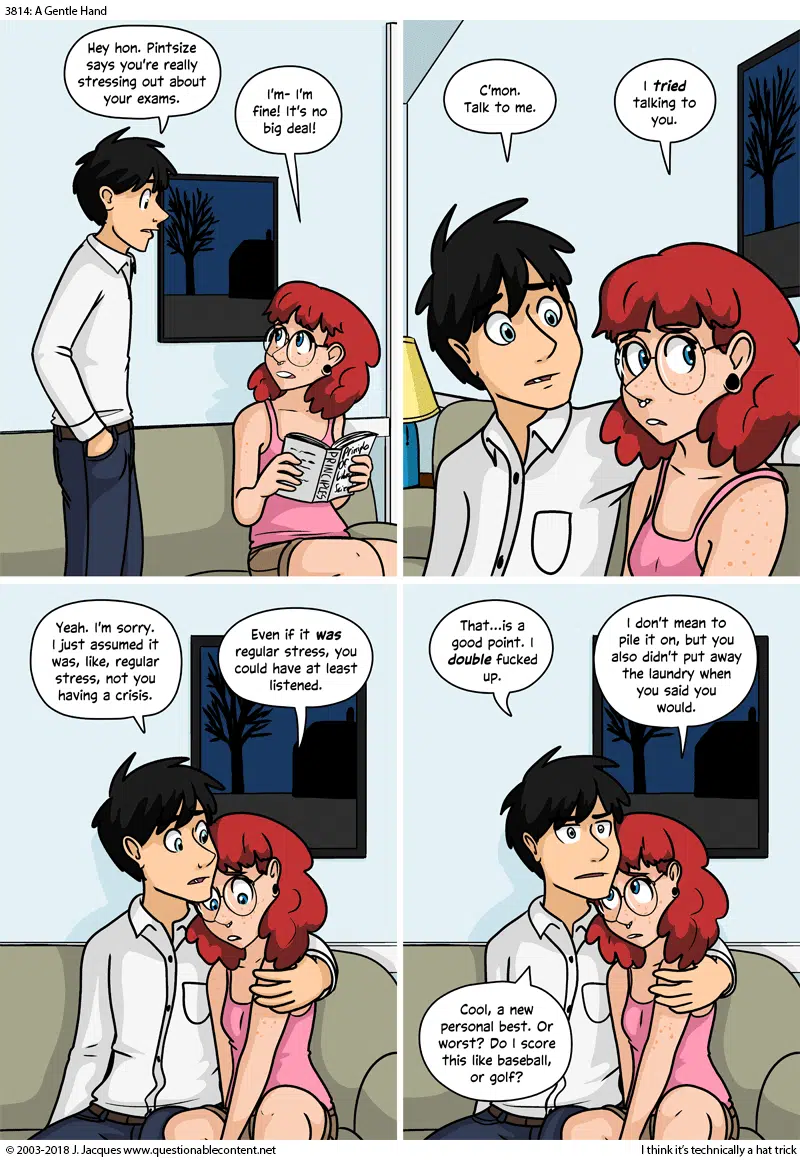 3814: A Gentle Hand
Hey hon. Pintsize
says you're really
stressing out about
your exams.
I'm- I'm
fine! It's no
big deal!
PRINCIPLES
C'mon.
Talk to me.
I tried
talking to
you.
Yeah. I'm sorry.
I just assumed it
was, like, regular
stress, not you
having a crisis.
Even if it was
regular stress, you
could have at least
listened.
That...is a
good point. I
double fucked
up.
I don't mean to
pile it on, but you
also didn't put away
the laundry when
you said you
would.
Cool, a new
personal best. Or
worst? Do I score
this like baseball,
or golf?
© 2003-2018 J. Jacques www.questionablecontent.net
I think it's technically a hat trick